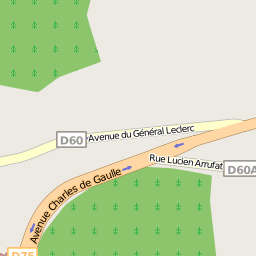 D60
Avenue du Général Leclerc
Rue Lucien Arrufat
D60A
Avenue Charles de Gaulle
D75